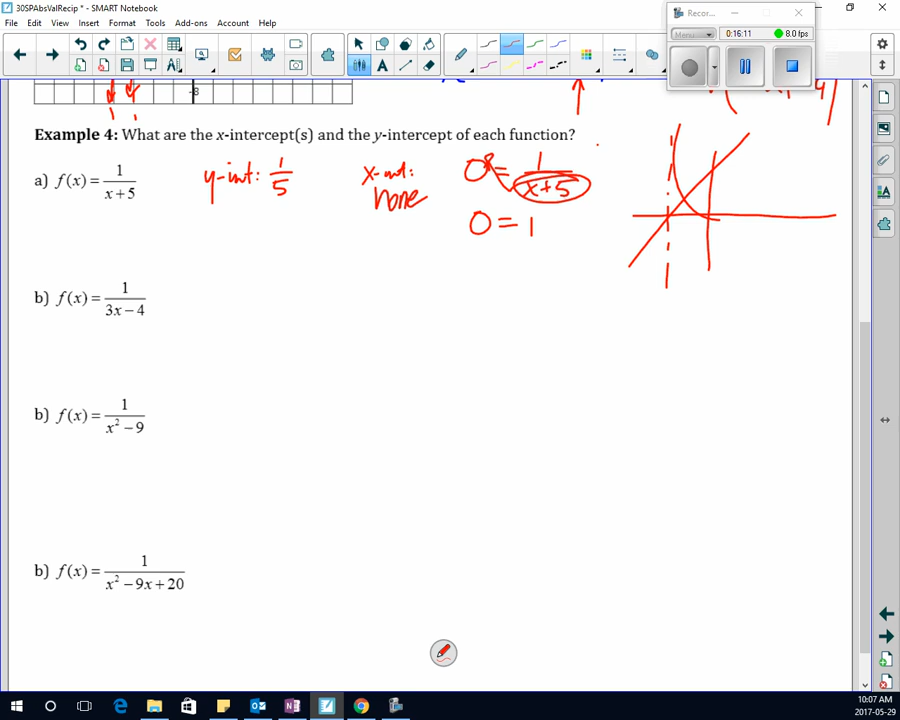 30SPAbsValRecip * - SMART Notebook
File Edit View Insert Format Tools Add-ons Account Help
Recor...
Menu
0:16:11
8.0 fps
-8
Example 4: What are the x-intercept(s) and the y-intercept of each function?
a) f(x) = 1/(x+5) y-int: 1/5 x-int: none 0 = 1/(x+5)
0 = 1
b) f(x) = 1/(3x − 4)
b) f(x) = 1/(x² − 9)
b) f(x) = 1/(x² − 9x + 20)
10:07 AM
2017-05-29